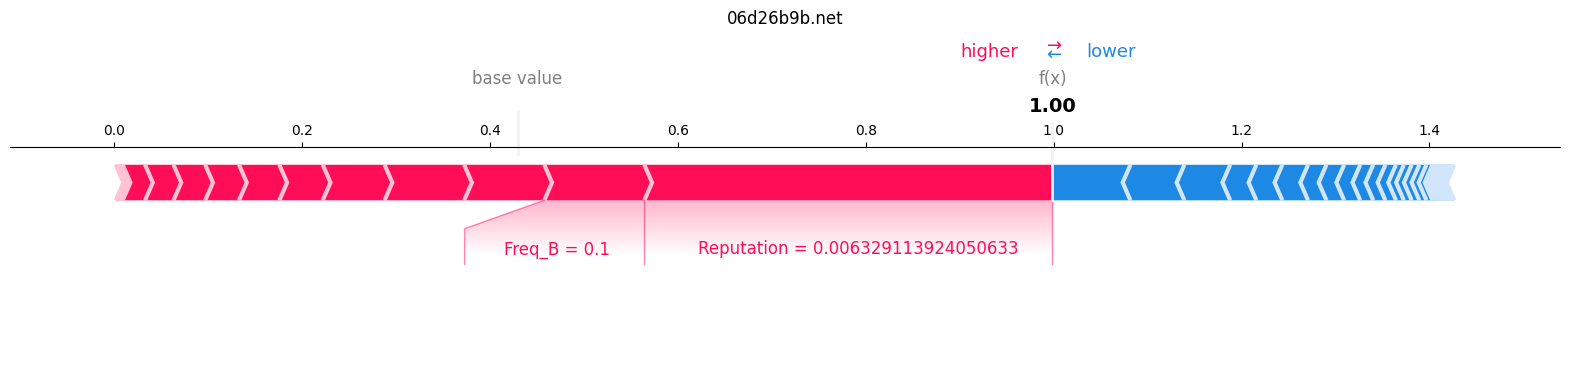 06d26b9b.net
higher ⇄ lower
base value f(x)
1.00
0.0 0.2 0.4 0.6 0.8 1.0 1.2 1.4
Freq_B = 0.1 Reputation = 0.006329113924050633